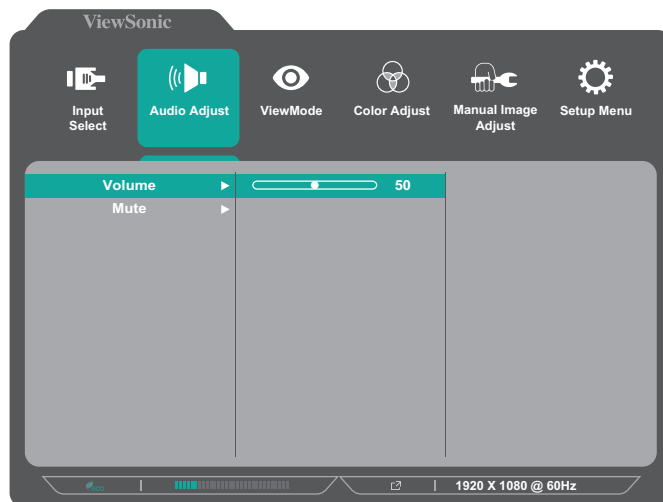 ViewSonic
Input Select
Audio Adjust
ViewMode
Color Adjust
Manual Image Adjust
Setup Menu
Volume
50
Mute
eco
1920 X 1080 @ 60Hz